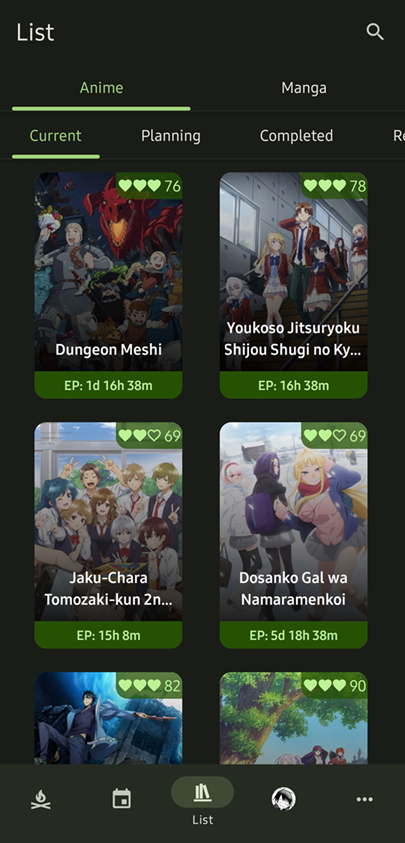 List
Anime
Manga
Current
Planning
Completed
Re
76
Dungeon Meshi
EP: 1d 16h 38m
78
Youkoso Jitsuryoku
Shijou Shugi no Ky...
EP: 16h 38m
69
Jaku-Chara
Tomozaki-kun 2n...
EP: 15h 8m
69
Dosanko Gal wa
Namaramenkoi
EP: 5d 18h 38m
82
90
List